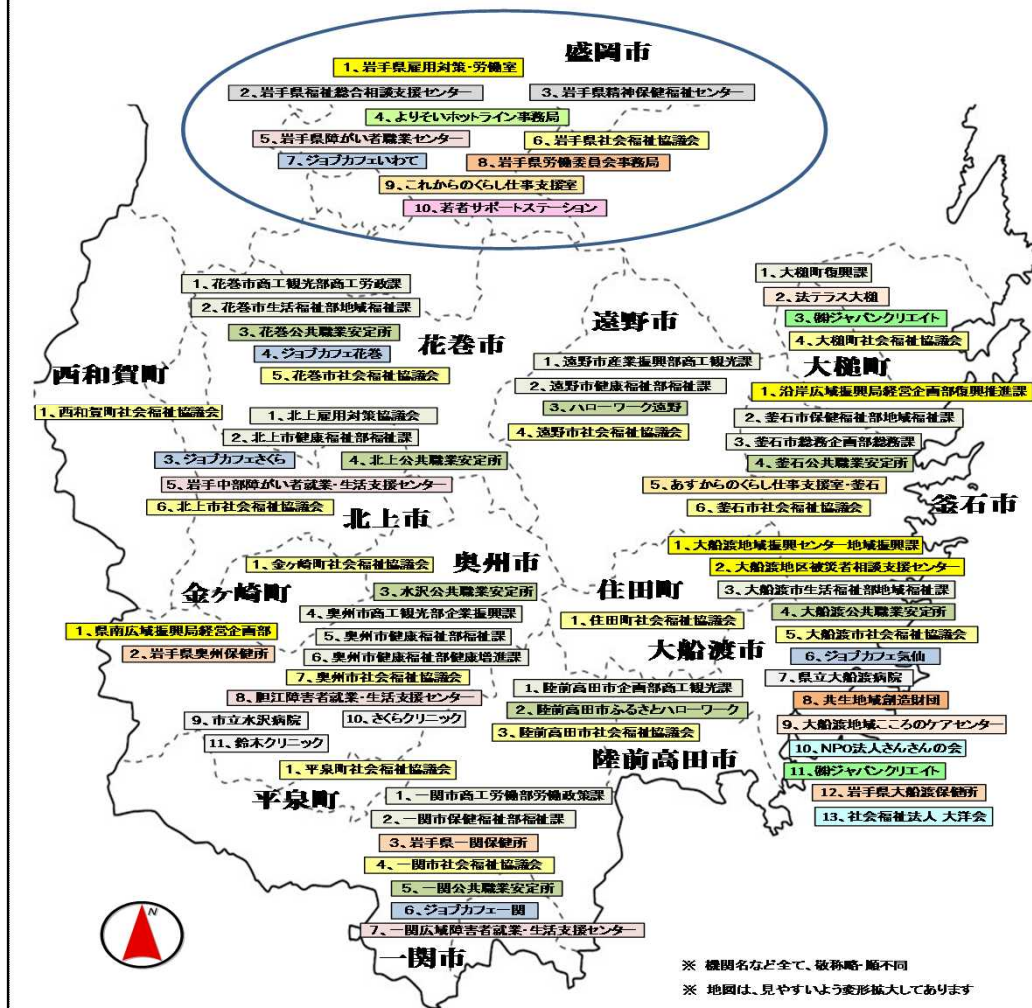 盛岡市
1、岩手県雇用対策・労働室
2、岩手県福祉総合相談支援センター
3、岩手県精神保健福祉センター
4、よりそいホットライン事務局
5、岩手県障がい者職業センター
6、岩手県社会福祉協議会
7、ジョブカフェいわて
8、岩手県労働委員会事務局
9、これからのくらし仕事支援室
10、若者サポートステーション
花巻市
1、花巻市商工観光部商工労政課
2、花巻市生活福祉部地域福祉課
3、花巻公共職業安定所
4、ジョブカフェ花巻
5、花巻市社会福祉協議会
遠野市
1、遠野市産業振興部商工観光課
2、遠野市健康福祉部福祉課
3、ハローワーク遠野
4、遠野市社会福祉協議会
1、大槌町復興課
2、法テラス大槌
3、㈱ジャパンクリエイト
4、大槌町社会福祉協議会
大槌町
西和賀町
1、西和賀町社会福祉協議会
1、北上雇用対策協議会
2、北上市健康福祉部福祉課
3、ジョブカフェさくら
4、北上公共職業安定所
5、岩手中部障がい者就業・生活支援センター
6、北上市社会福祉協議会
北上市
1、沿岸広域振興局経営企画部復興推進課
2、釜石市保健福祉部地域福祉課
3、釜石市総務企画部総務課
4、釜石公共職業安定所
5、あすからのくらし仕事支援室・釜石
6、釜石市社会福祉協議会
釜石市
1、金ヶ崎町社会福祉協議会
金ヶ崎町
奥州市
1、県南広域振興局経営企画部
2、岩手県奥州保健所
3、水沢公共職業安定所
4、奥州市商工観光部企業振興課
5、奥州市健康福祉部福祉課
6、奥州市健康福祉部健康増進課
7、奥州市社会福祉協議会
8、胆江障害者就業・生活支援センター
9、市立水沢病院
10、さくらクリニック
11、鈴木クリニック
住田町
1、住田町社会福祉協議会
大船渡市
1、大船渡地域振興センター地域振興課
2、大船渡地区被災者相談支援センター
3、大船渡市生活福祉部地域福祉課
4、大船渡公共職業安定所
5、大船渡市社会福祉協議会
6、ジョブカフェ気仙
7、県立大船渡病院
8、共生地域創造財団
9、大船渡地域こころのケアセンター
10、NPO法人さんさんの会
11、㈱ジャパンクリエイト
12、岩手県大船渡保健所
13、社会福祉法人 大洋会
1、陸前高田市企画部商工観光課
2、陸前高田市ふるさとハローワーク
3、陸前高田市社会福祉協議会
陸前高田市
1、平泉町社会福祉協議会
平泉町
1、一関市商工労働部労働政策課
2、一関市保健福祉部福祉課
3、岩手県一関保健所
4、一関市社会福祉協議会
5、一関公共職業安定所
6、ジョブカフェ一関
7、一関広域障害者就業・生活支援センター
一関市
N
※ 機関名など全て、敬称略・順不同
※ 地図は、見やすいよう変形拡大してあります